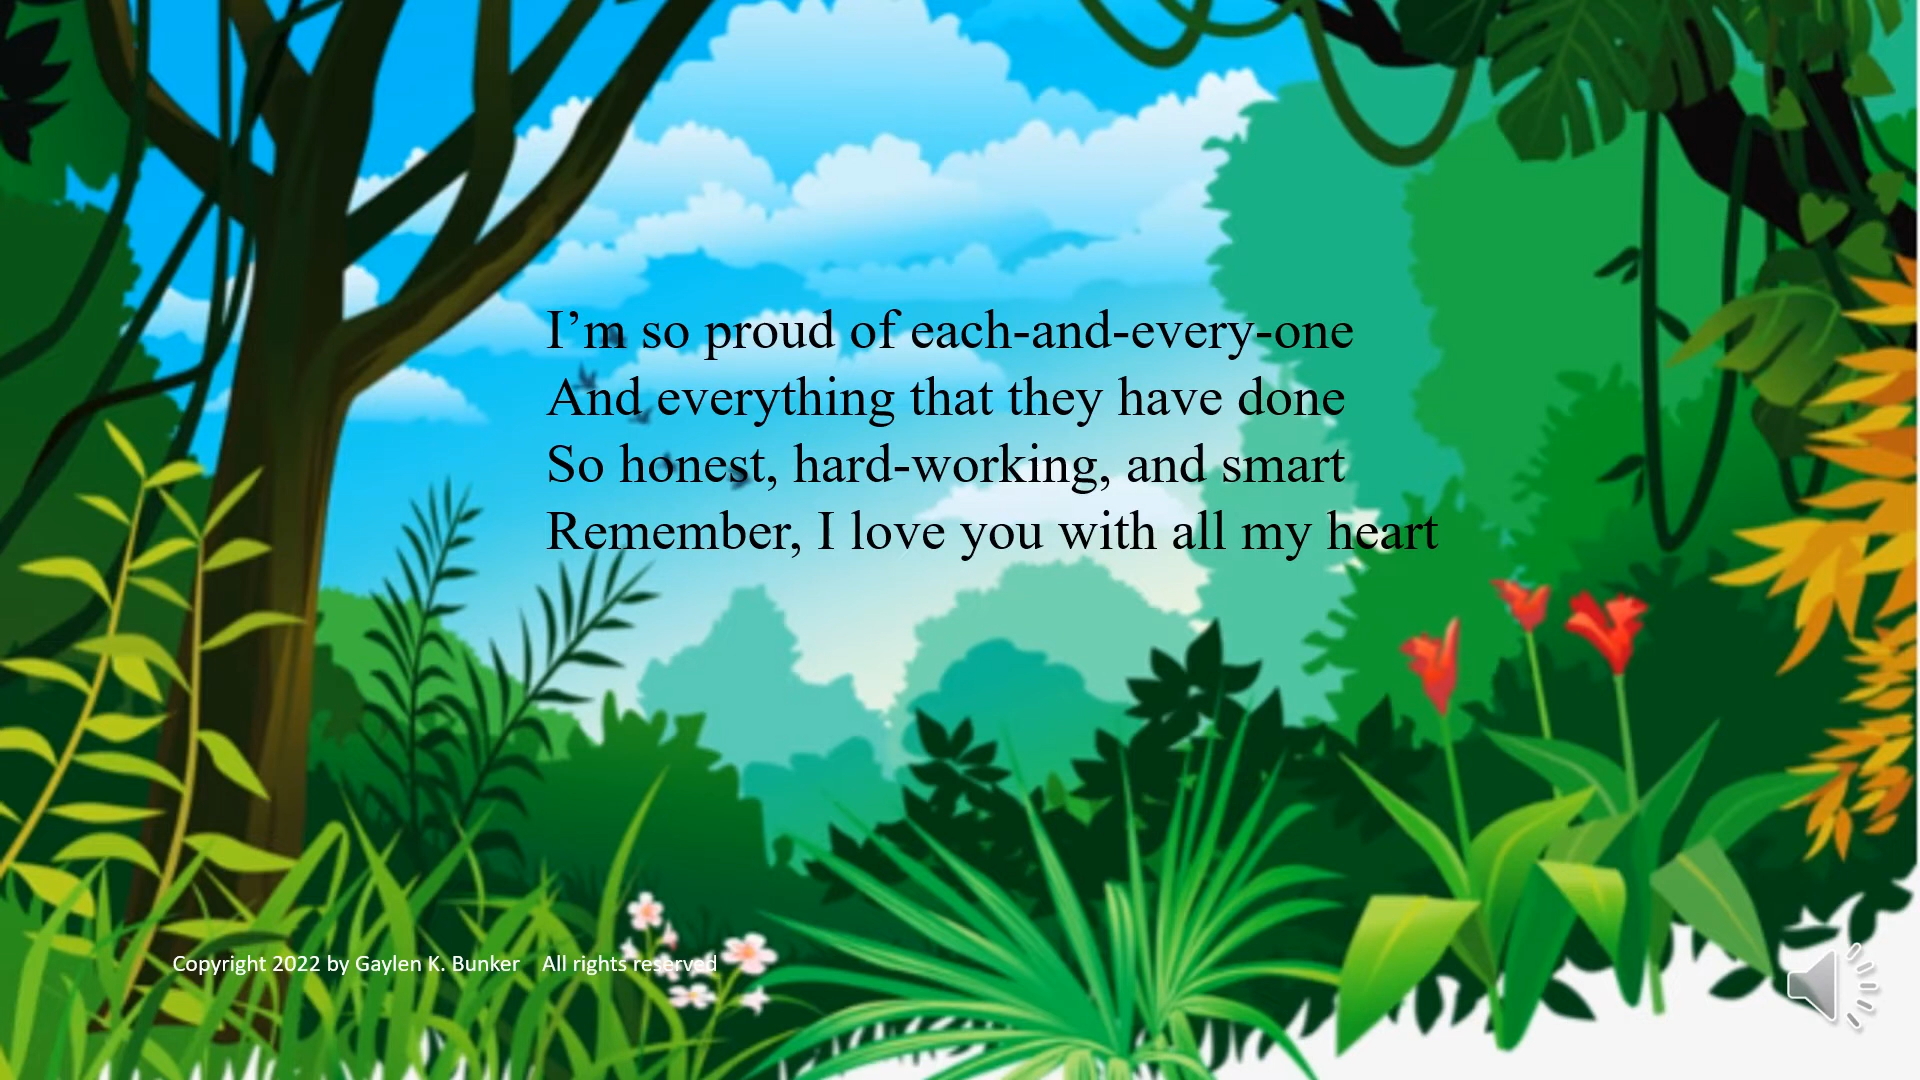 I’m so proud of each-and-every-one
And everything that they have done
So honest, hard-working, and smart
Remember, I love you with all my heart
Copyright 2022 by Gaylen K. Bunker    All rights reserved